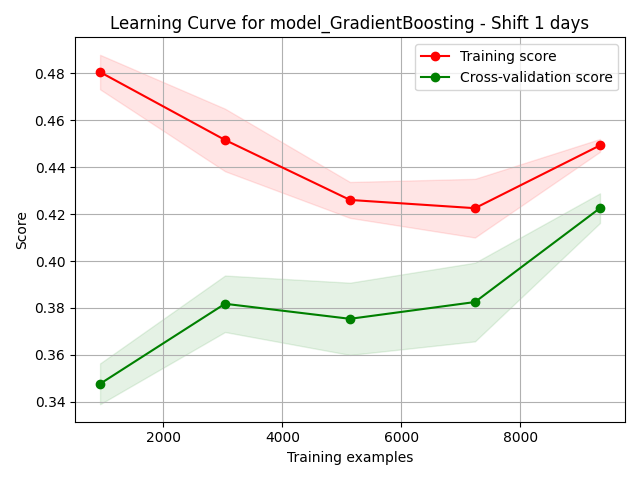 Learning Curve for model_GradientBoosting - Shift 1 days
Training score
Cross-validation score
Score
0.48
0.46
0.44
0.42
0.40
0.38
0.36
0.34
2000
4000
6000
8000
Training examples